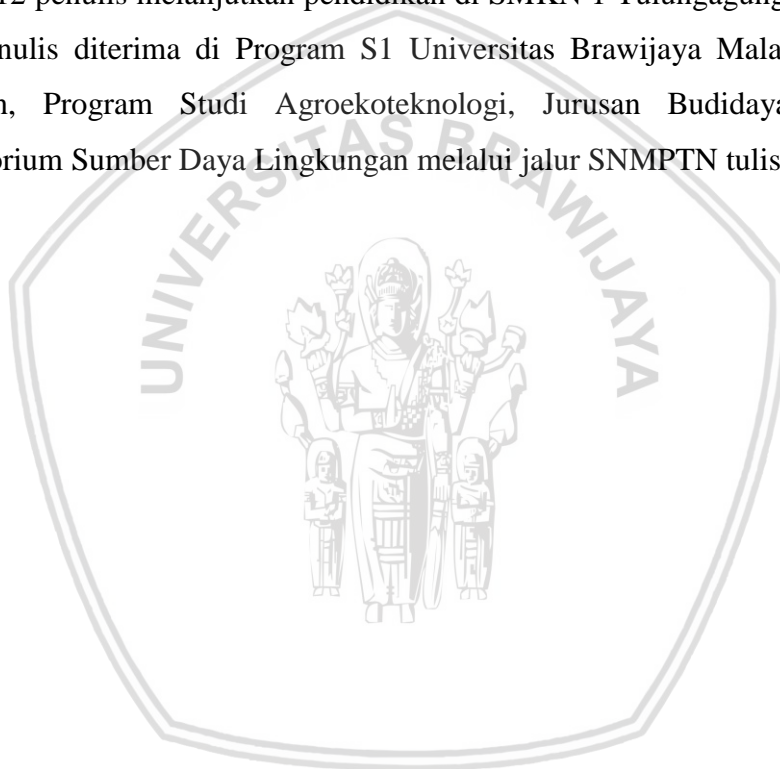 12 penulis melanjutkan pendidikan di SMKN 1 Tulungagung
nulis diterima di Program S1 Universitas Brawijaya Mala
n, Program Studi Agroekoteknologi, Jurusan Budidaya
orium Sumber Daya Lingkungan melalui jalur SNMPTN tulis
UNIVERSITAS BRAWIJAYA